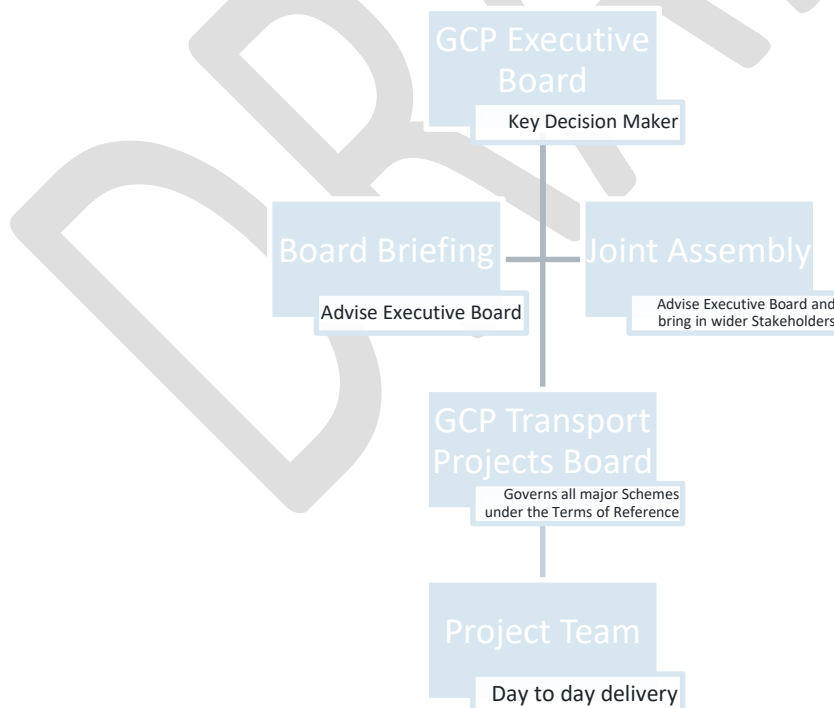 GCP Executive
Board
Key Decision Maker
Board Briefing
Advise Executive Board
Joint Assembly
Advise Executive Board and
bring in wider Stakeholders
GCP Transport
Projects Board
Governs all major Schemes
under the Terms of Reference
Project Team
Day to day delivery